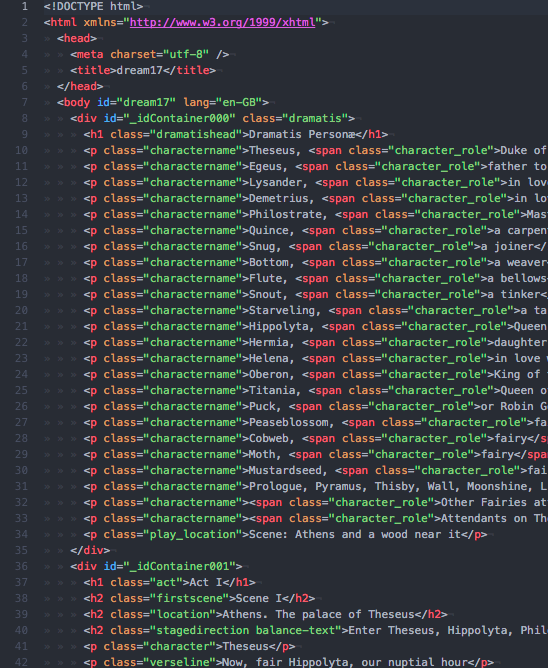 1 <!DOCTYPE html>
2 <html xmlns="http://www.w3.org/1999/xhtml">
3 <head>
4 <meta charset="utf-8" />
5 <title>dream17</title>
6 </head>
7 <body id="dream17" lang="en-GB">
8 <div id="_idContainer000" class="dramatis">
9 <h1 class="dramatishead">Dramatis Personæ</h1>
10 <p class="charactername">Theseus, <span class="character_role">Duke of
11 <p class="charactername">Egeus, <span class="character_role">father to
12 <p class="charactername">Lysander, <span class="character_role">in love
13 <p class="charactername">Demetrius, <span class="character_role">in lo
14 <p class="charactername">Philostrate, <span class="character_role">Mas
15 <p class="charactername">Quince, <span class="character_role">a carpen
16 <p class="charactername">Snug, <span class="character_role">a joiner</
17 <p class="charactername">Bottom, <span class="character_role">a weaver<
18 <p class="charactername">Flute, <span class="character_role">a bellows
19 <p class="charactername">Snout, <span class="character_role">a tinker<
20 <p class="charactername">Starveling, <span class="character_role">a ta
21 <p class="charactername">Hippolyta, <span class="character_role">Queen
22 <p class="charactername">Hermia, <span class="character_role">daughter
23 <p class="charactername">Helena, <span class="character_role">in love
24 <p class="charactername">Oberon, <span class="character_role">King of
25 <p class="charactername">Titania, <span class="character_role">Queen o
26 <p class="charactername">Puck, <span class="character_role">or Robin G
27 <p class="charactername">Peaseblossom, <span class="character_role">fa
28 <p class="charactername">Cobweb, <span class="character_role">fairy</s
29 <p class="charactername">Moth, <span class="character_role">fairy</spa
30 <p class="charactername">Mustardseed, <span class="character_role">fai
31 <p class="charactername">Prologue, Pyramus, Thisby, Wall, Moonshine, L
32 <p class="charactername"><span class="character_role">Other Fairies at
33 <p class="charactername"><span class="character_role">Attendants on Th
34 <p class="play_location">Scene: Athens and a wood near it</p>
35 </div>
36 <div id="_idContainer001">
37 <h1 class="act">Act I</h1>
38 <h2 class="firstscene">Scene I</h2>
39 <h2 class="location">Athens. The palace of Theseus</h2>
40 <h2 class="stagedirection balance-text">Enter Theseus, Hippolyta, Phil
41 <p class="character">Theseus</p>
42 <p class="verseline">Now, fair Hippolyta, our nuptial hour</p>